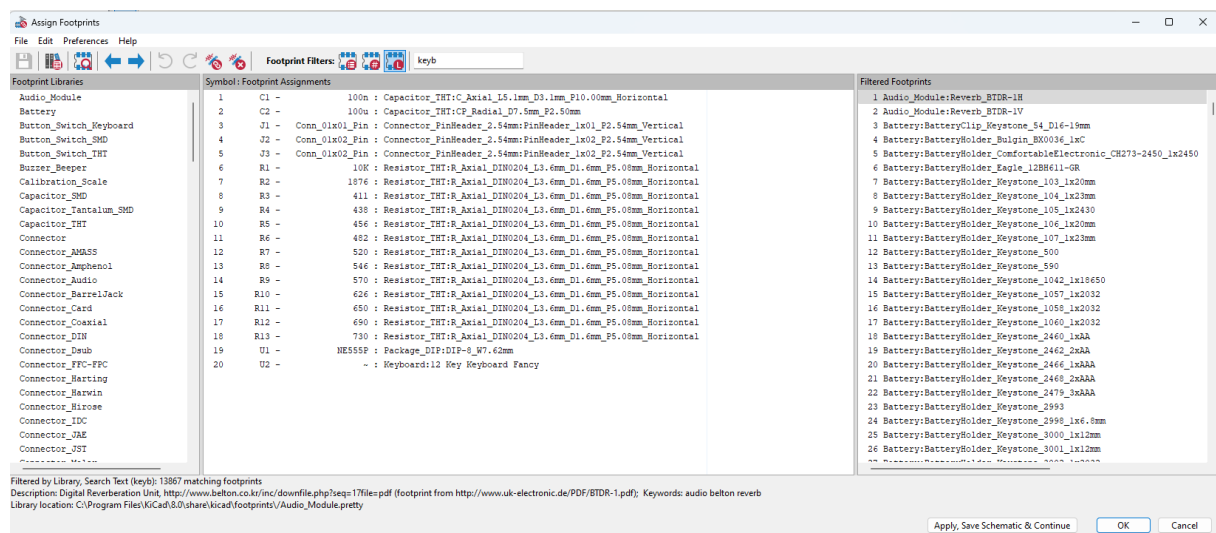 Assign Footprints
File Edit Preferences Help
Footprint Filters: keyb
Footprint Libraries
Audio_Module
Battery
Button_Switch_Keyboard
Button_Switch_SMD
Button_Switch_THT
Buzzer_Beeper
Calibration_Scale
Capacitor_SMD
Capacitor_Tantalum_SMD
Capacitor_THT
Connector
Connector_AMASS
Connector_Amphenol
Connector_Audio
Connector_BarrelJack
Connector_Card
Connector_Coaxial
Connector_DIN
Connector_Dsub
Connector_FFC-FPC
Connector_Harting
Connector_Harwin
Connector_Hirose
Connector_IDC
Connector_JAE
Connector_JST
Symbol : Footprint Assignments
1 C1 - 100n : Capacitor_THT:C_Axial_L5.1mm_D3.1mm_P10.00mm_Horizontal
2 C2 - 100u : Capacitor_THT:CP_Radial_D7.5mm_P2.50mm
3 J1 - Conn_01x01_Pin : Connector_PinHeader_2.54mm:PinHeader_1x01_P2.54mm_Vertical
4 J2 - Conn_01x02_Pin : Connector_PinHeader_2.54mm:PinHeader_1x02_P2.54mm_Vertical
5 J3 - Conn_01x02_Pin : Connector_PinHeader_2.54mm:PinHeader_1x02_P2.54mm_Vertical
6 R1 - 10K : Resistor_THT:R_Axial_DIN0204_L3.6mm_D1.6mm_P5.08mm_Horizontal
7 R2 - 1876 : Resistor_THT:R_Axial_DIN0204_L3.6mm_D1.6mm_P5.08mm_Horizontal
8 R3 - 411 : Resistor_THT:R_Axial_DIN0204_L3.6mm_D1.6mm_P5.08mm_Horizontal
9 R4 - 438 : Resistor_THT:R_Axial_DIN0204_L3.6mm_D1.6mm_P5.08mm_Horizontal
10 R5 - 456 : Resistor_THT:R_Axial_DIN0204_L3.6mm_D1.6mm_P5.08mm_Horizontal
11 R6 - 482 : Resistor_THT:R_Axial_DIN0204_L3.6mm_D1.6mm_P5.08mm_Horizontal
12 R7 - 520 : Resistor_THT:R_Axial_DIN0204_L3.6mm_D1.6mm_P5.08mm_Horizontal
13 R8 - 546 : Resistor_THT:R_Axial_DIN0204_L3.6mm_D1.6mm_P5.08mm_Horizontal
14 R9 - 570 : Resistor_THT:R_Axial_DIN0204_L3.6mm_D1.6mm_P5.08mm_Horizontal
15 R10 - 626 : Resistor_THT:R_Axial_DIN0204_L3.6mm_D1.6mm_P5.08mm_Horizontal
16 R11 - 650 : Resistor_THT:R_Axial_DIN0204_L3.6mm_D1.6mm_P5.08mm_Horizontal
17 R12 - 690 : Resistor_THT:R_Axial_DIN0204_L3.6mm_D1.6mm_P5.08mm_Horizontal
18 R13 - 730 : Resistor_THT:R_Axial_DIN0204_L3.6mm_D1.6mm_P5.08mm_Horizontal
19 U1 - NE555P : Package_DIP:DIP-8_W7.62mm
20 U2 - ~ : Keyboard:12 Key Keyboard Fancy
Filtered Footprints
1 Audio_Module:Reverb_BTDR-1H
2 Audio_Module:Reverb_BTDR-1V
3 Battery:BatteryClip_Keystone_54_D16-19mm
4 Battery:BatteryHolder_Bulgin_BX0036_1xC
5 Battery:BatteryHolder_ComfortableElectronic_CH273-2450_1x2450
6 Battery:BatteryHolder_Eagle_12BH611-GR
7 Battery:BatteryHolder_Keystone_103_1x20mm
8 Battery:BatteryHolder_Keystone_104_1x23mm
9 Battery:BatteryHolder_Keystone_105_1x2430
10 Battery:BatteryHolder_Keystone_106_1x20mm
11 Battery:BatteryHolder_Keystone_107_1x23mm
12 Battery:BatteryHolder_Keystone_500
13 Battery:BatteryHolder_Keystone_590
14 Battery:BatteryHolder_Keystone_1042_1x18650
15 Battery:BatteryHolder_Keystone_1057_1x2032
16 Battery:BatteryHolder_Keystone_1058_1x2032
17 Battery:BatteryHolder_Keystone_1060_1x2032
18 Battery:BatteryHolder_Keystone_2460_1xAA
19 Battery:BatteryHolder_Keystone_2462_2xAA
20 Battery:BatteryHolder_Keystone_2466_1xAAA
21 Battery:BatteryHolder_Keystone_2468_2xAAA
22 Battery:BatteryHolder_Keystone_2479_3xAAA
23 Battery:BatteryHolder_Keystone_2993
24 Battery:BatteryHolder_Keystone_2998_1x6.8mm
25 Battery:BatteryHolder_Keystone_3000_1x12mm
26 Battery:BatteryHolder_Keystone_3001_1x12mm
Filtered by Library, Search Text (keyb): 13867 matching footprints
Description: Digital Reverberation Unit, http://www.belton.co.kr/inc/downfile.php?seq=17file=pdf (footprint from http://www.uk-electronic.de/PDF/BTDR-1.pdf); Keywords: audio belton reverb
Library location: C:\Program Files\KiCad\8.0\share\kicad\footprints\/Audio_Module.pretty
Apply, Save Schematic & Continue OK Cancel